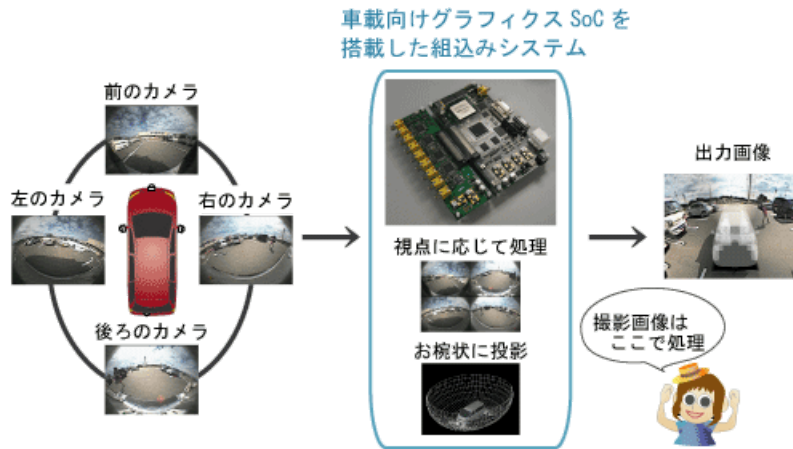 車載向けグラフィクス SoC を
搭載した組込みシステム
前のカメラ
左のカメラ
右のカメラ
後ろのカメラ
視点に応じて処理
お椀状に投影
出力画像
撮影画像は
ここで処理